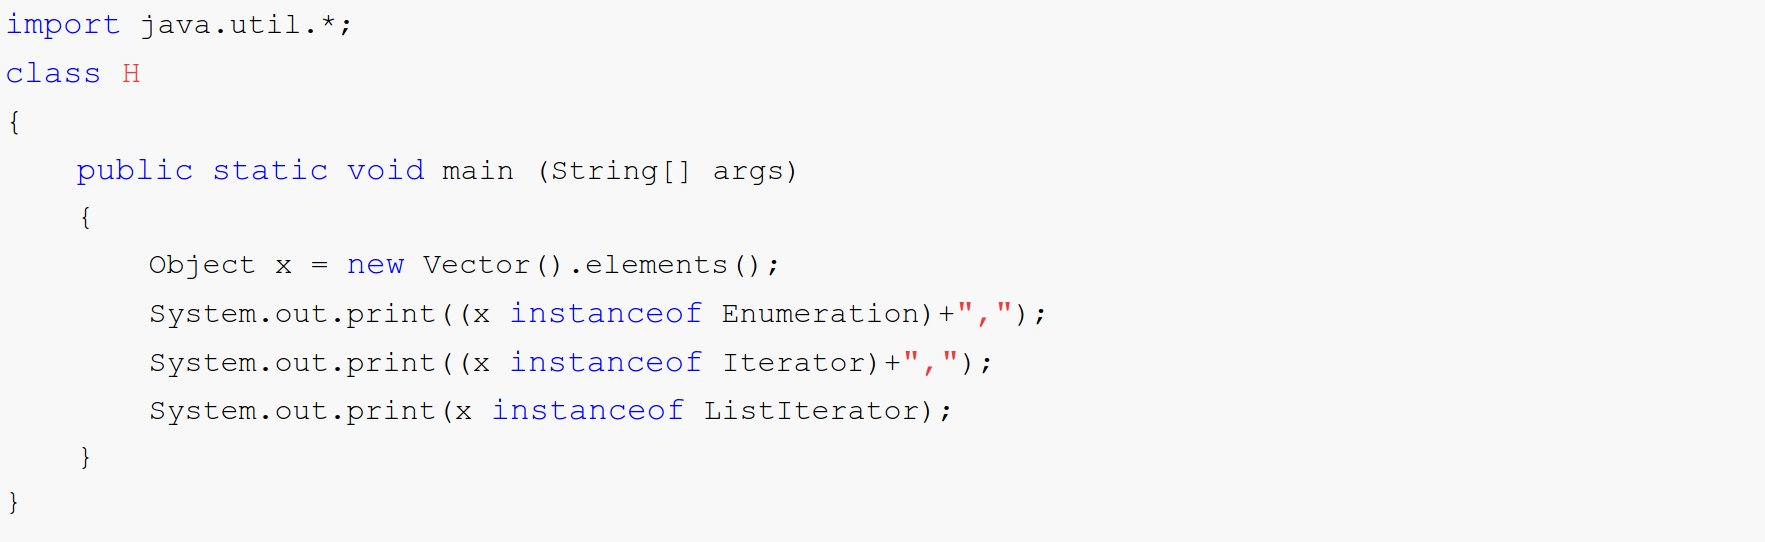 import java.util.*;
class H
{
    public static void main (String[] args)
    {
        Object x = new Vector().elements();
        System.out.print((x instanceof Enumeration)+",");
        System.out.print((x instanceof Iterator)+",");
        System.out.print(x instanceof ListIterator);
    }
}